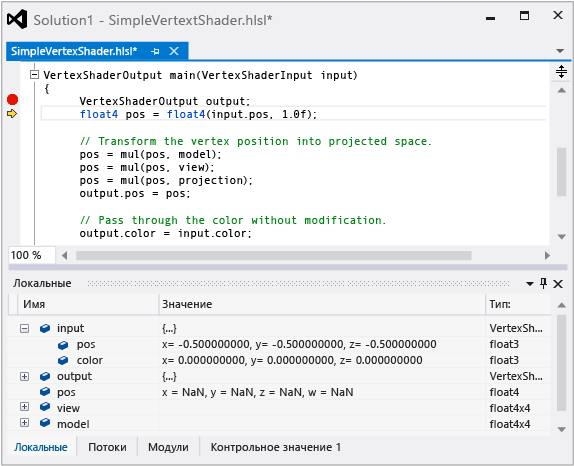 Solution1 - SimpleVertextShader.hlsl*
SimpleVertexShader.hlsl*
VertexShaderOutput main(VertexShaderInput input)
{
VertexShaderOutput output;
float4 pos = float4(input.pos, 1.0f);
// Transform the vertex position into projected space.
pos = mul(pos, model);
pos = mul(pos, view);
pos = mul(pos, projection);
output.pos = pos;
// Pass through the color without modification.
output.color = input.color;
100 %
Локальные
Имя Значение Тип:
input {...} VertexSh...
pos x= -0.500000000, y= -0.500000000, z= -0.500000000 float3
color x= 0.000000000, y= 0.000000000, z= 0.000000000 float3
output {...} VertexSh...
pos x = NaN, y = NaN, z = NaN, w = NaN float4
view float4x4
model float4x4
Локальные Потоки Модули Контрольное значение 1